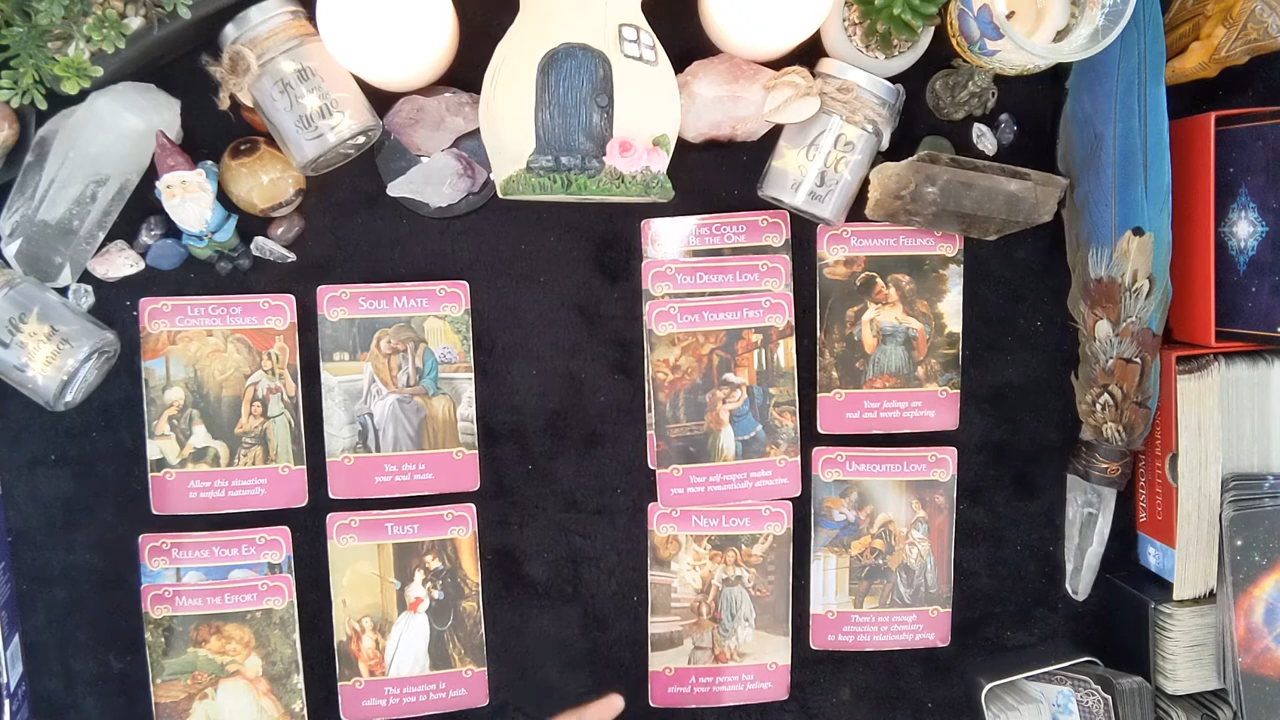 Faith
strong
Life
is a
journey
love
is
Let Go of
Control Issues
Allow this situation
to unfold naturally.
Soul Mate
Yes, this is
your soul mate.
Release Your Ex
Make the Effort
Trust
This situation is
calling for you to have faith.
This Could
Be the One
You Deserve Love
Love Yourself First
Your self-respect makes
you more romantically attractive.
Romantic Feelings
Your feelings are
real and worth exploring.
New Love
A new person has
stirred your romantic feelings.
Unrequited Love
There's not enough
attraction or chemistry
to keep this relationship going.
WISDOM
COLETTE BARON